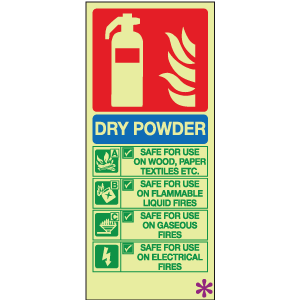 DRY POWDER
A
SAFE FOR USE
ON WOOD, PAPER
TEXTILES ETC.
B
SAFE FOR USE
ON FLAMMABLE
LIQUID FIRES
C
SAFE FOR USE
ON GASEOUS
FIRES
SAFE FOR USE
ON ELECTRICAL
FIRES